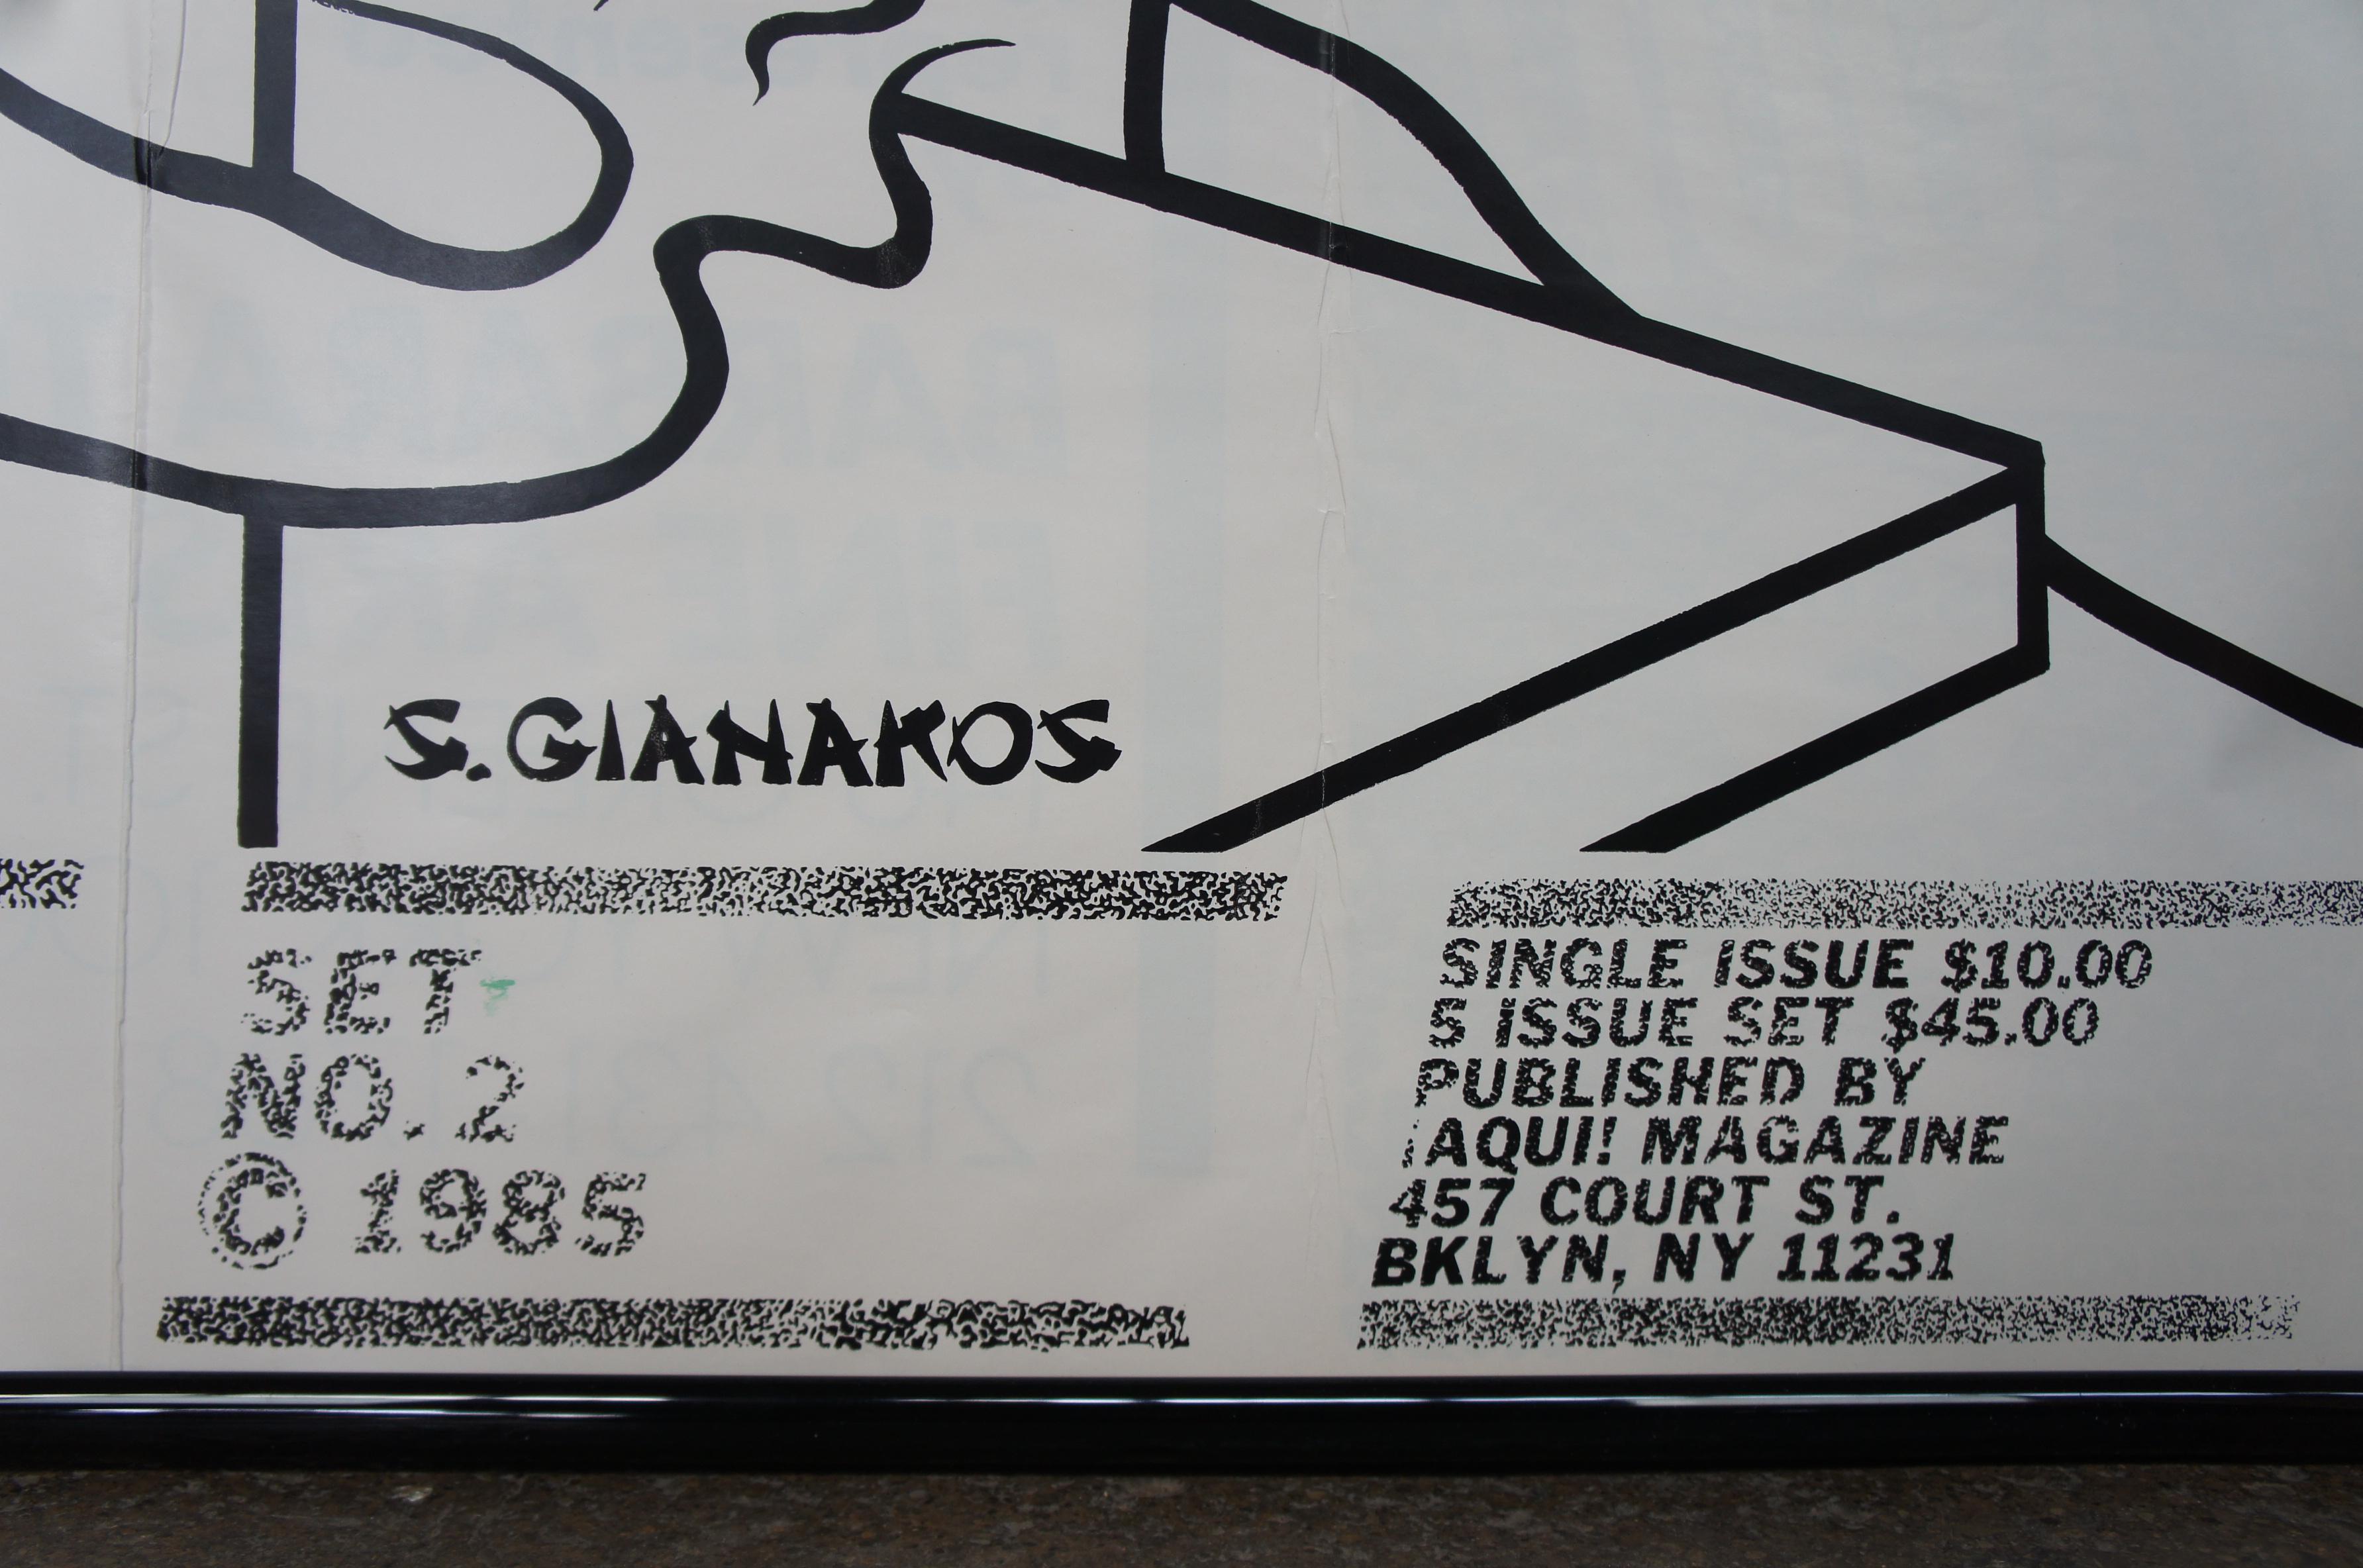 S. GIANAKOS
SET
NO. 2
© 1985
SINGLE ISSUE $10.00
5 ISSUE SET $45.00
PUBLISHED BY
¡AQUI! MAGAZINE
457 COURT ST.
BKLYN, NY 11231